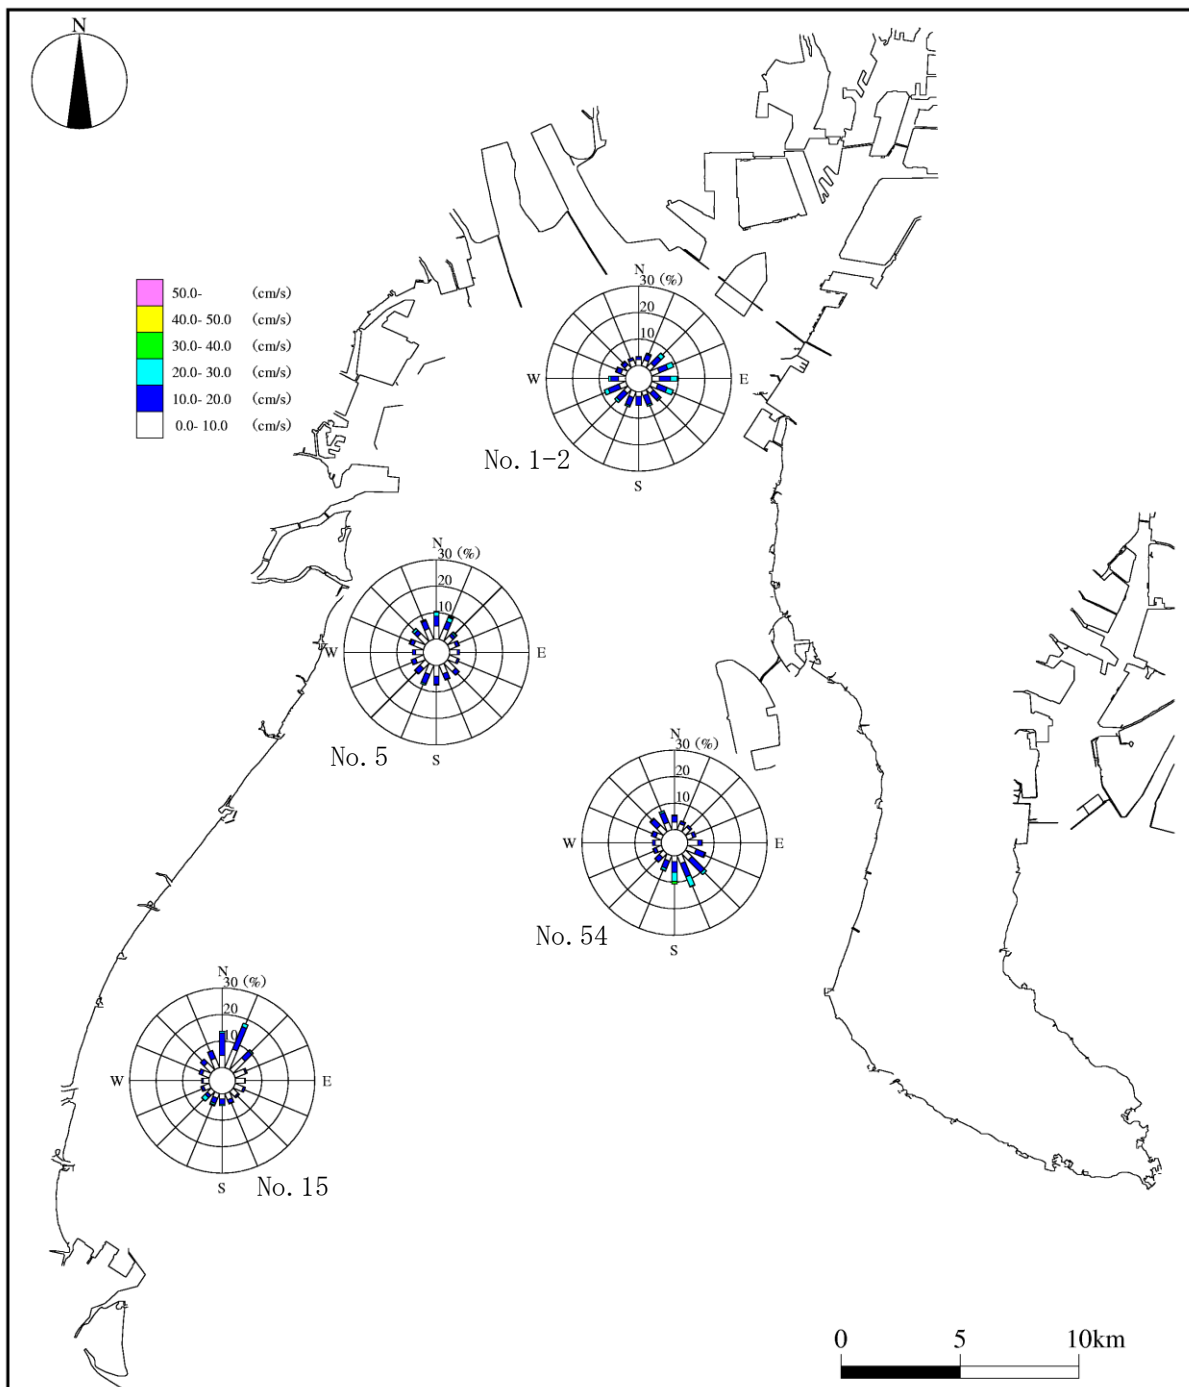 N
50.0- (cm/s)
40.0- 50.0 (cm/s)
30.0- 40.0 (cm/s)
20.0- 30.0 (cm/s)
10.0- 20.0 (cm/s)
0.0- 10.0 (cm/s)
N
30 (%)
20
10
W
E
S
No. 1-2
N
30 (%)
20
10
W
E
S
No. 5
N
30 (%)
20
10
W
E
S
No. 54
N
30 (%)
20
10
W
E
S
No. 15
0 5 10km